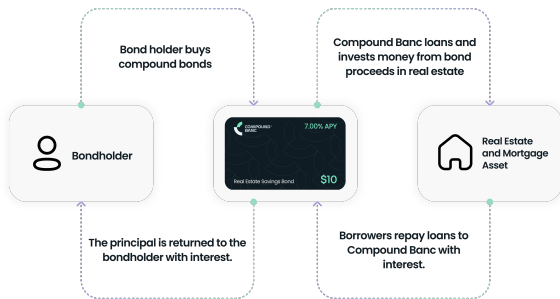 Bond holder buys
compound bonds
Compound Banc loans and
invests money from bond
proceeds in real estate
Bondholder
COMPOUND
BANC
7.00% APY
Real Estate Savings Bond
$10
Real Estate
and Mortgage
Asset
The principal is returned to the
bondholder with interest.
Borrowers repay loans to
Compound Banc with
interest.